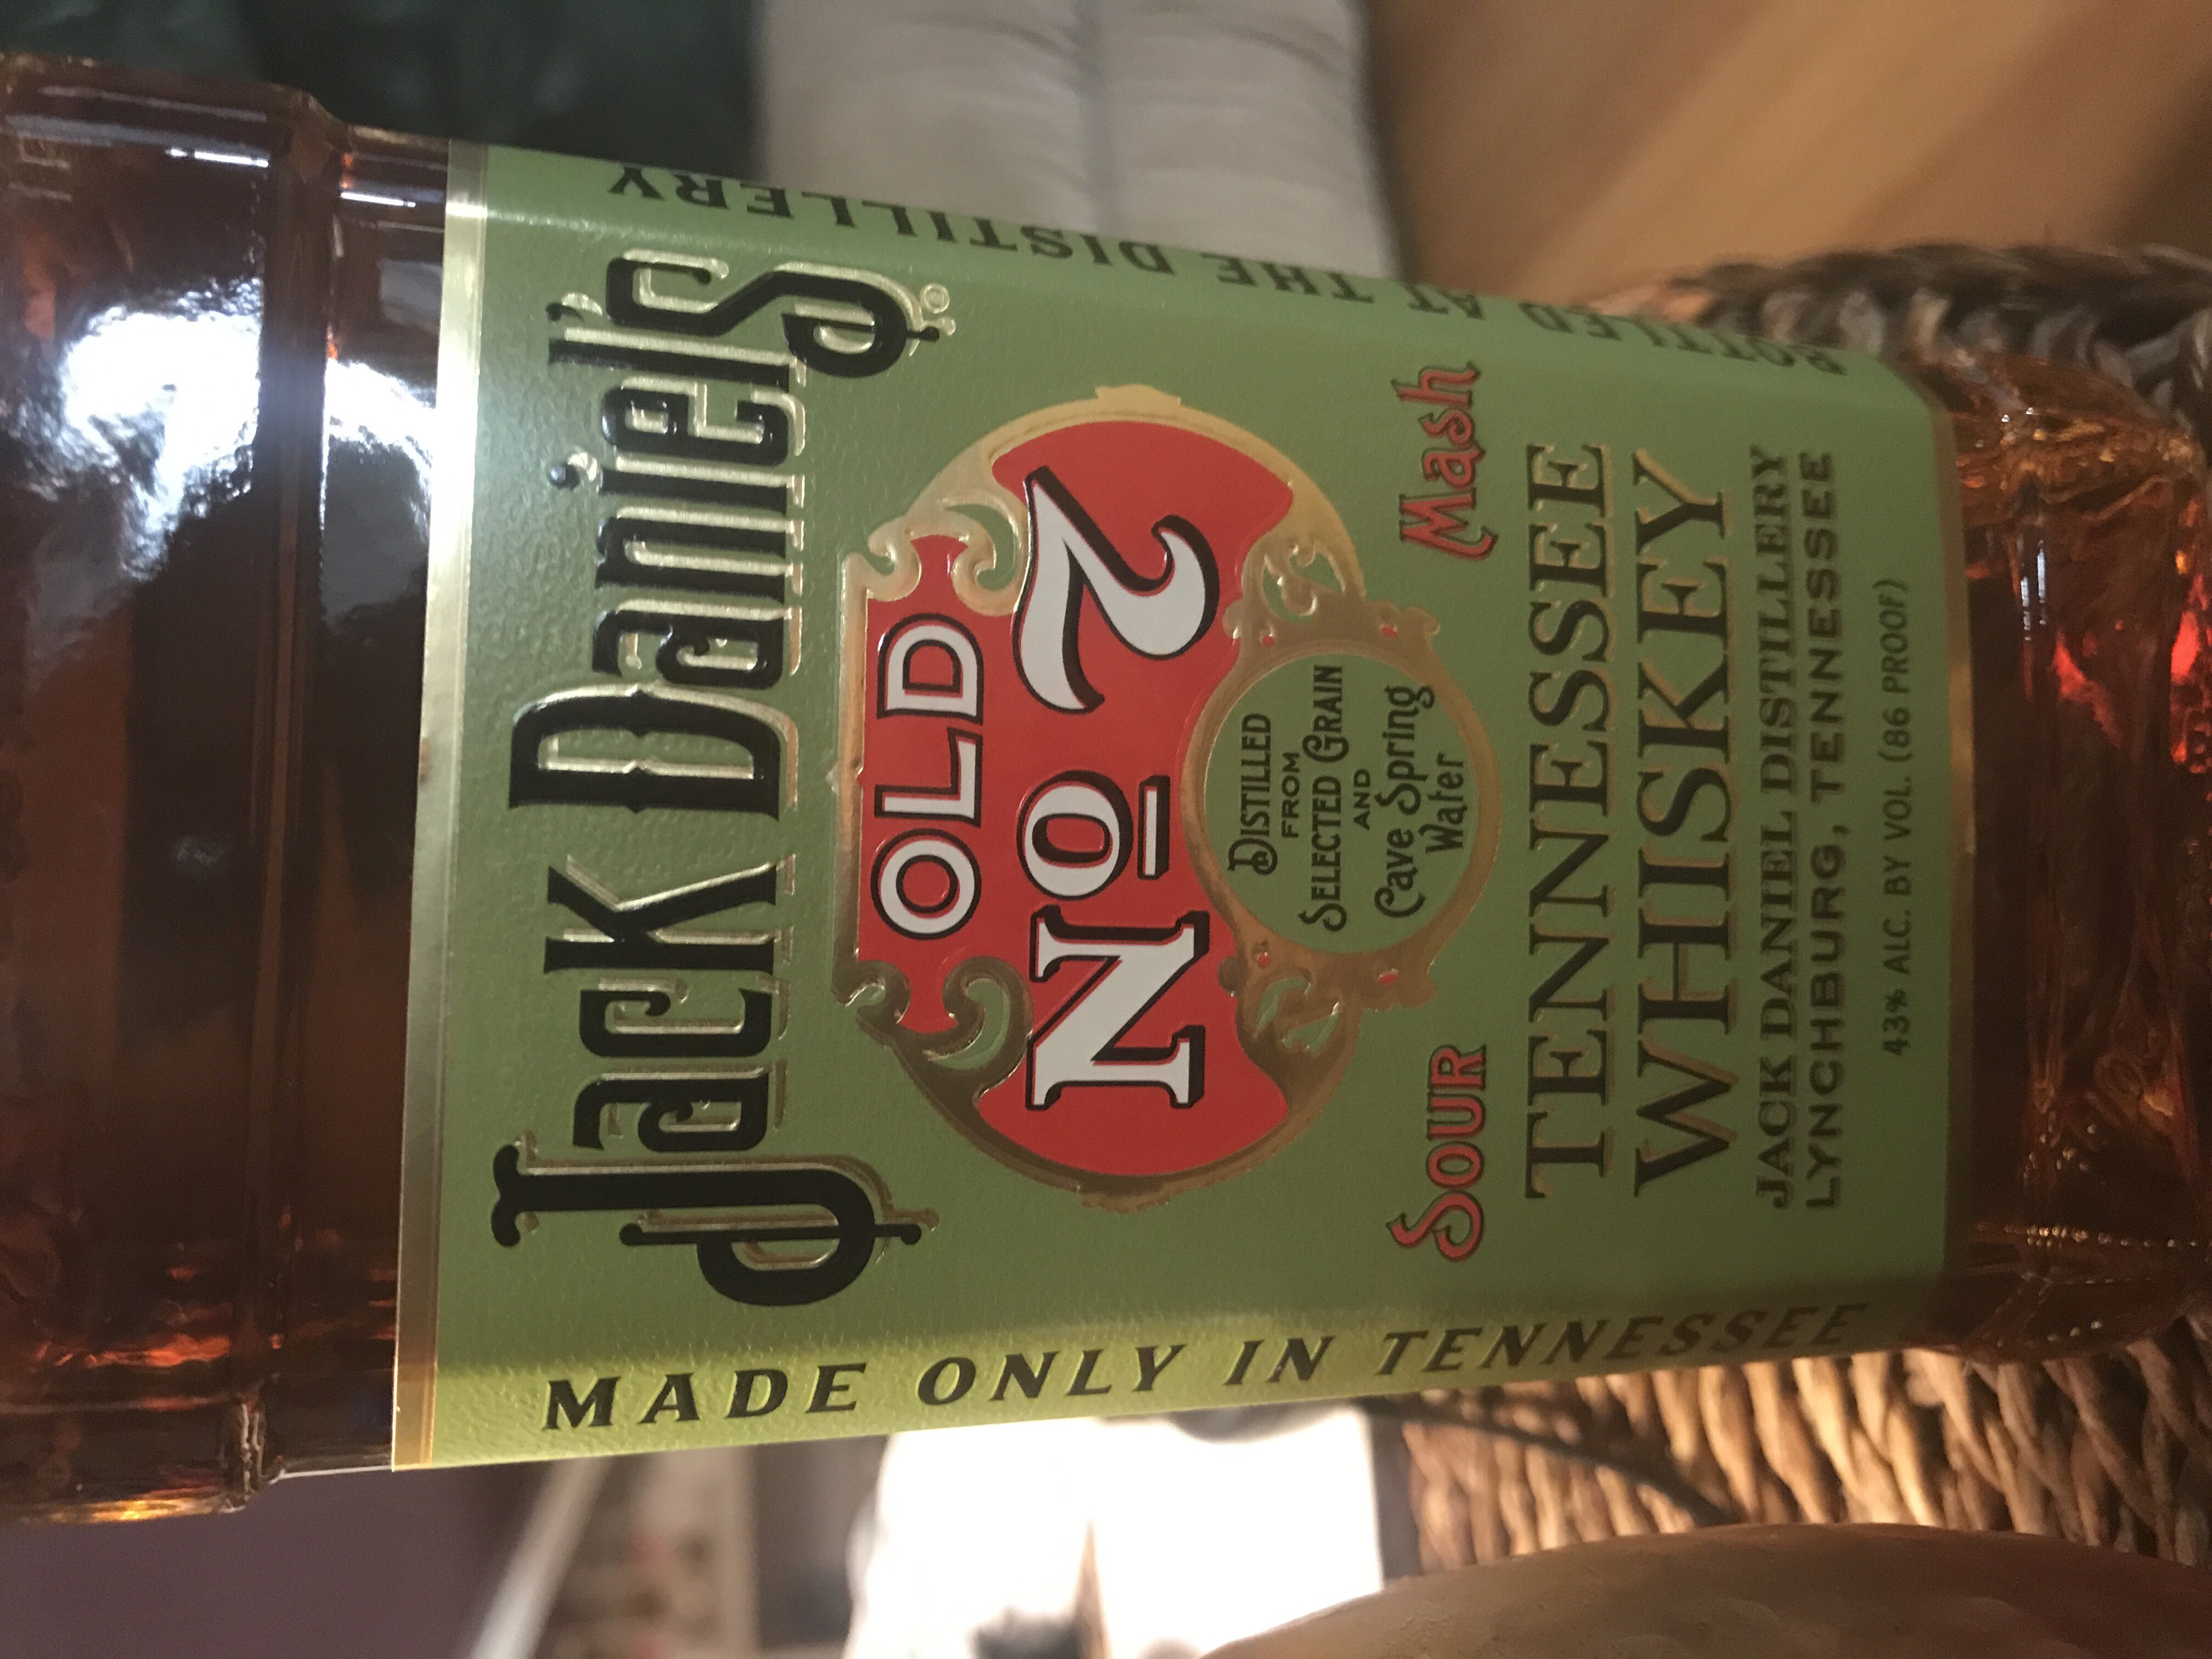 Jack Daniel's®
OLD
Nº 7
DISTILLED
FROM
SELECTED GRAIN
AND
Cave Spring
Water
SOUR Mash
TENNESSEE
WHISKEY
JACK DANIEL DISTILLERY
LYNCHBURG, TENNESSEE
43% ALC. BY VOL. (86 PROOF)
MADE ONLY IN TENNESSEE
BOTTLED AT THE DISTILLERY